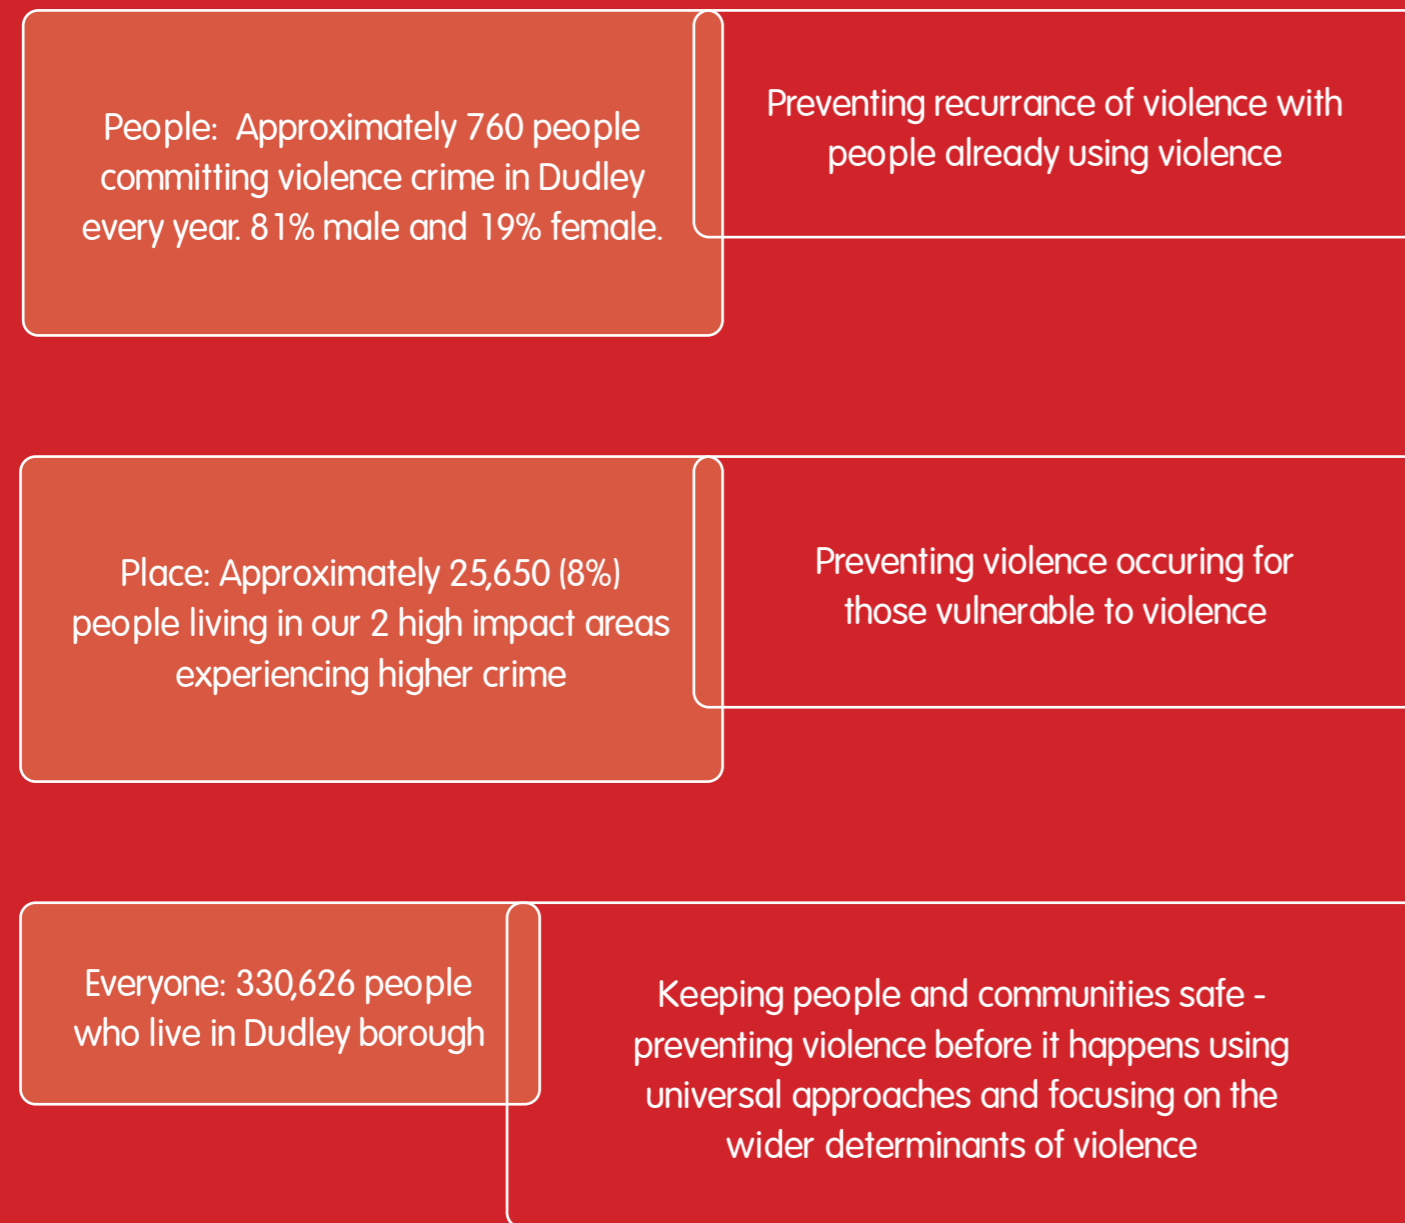 People:  Approximately 760 people
committing violence crime in Dudley
every year. 81% male and 19% female.
Preventing recurrance of violence with
people already using violence
Place: Approximately 25,650 (8%)
people living in our 2 high impact areas
experiencing higher crime
Preventing violence occuring for
those vulnerable to violence
Everyone: 330,626 people
who live in Dudley borough
Keeping people and communities safe -
preventing violence before it happens using
universal approaches and focusing on the
wider determinants of violence